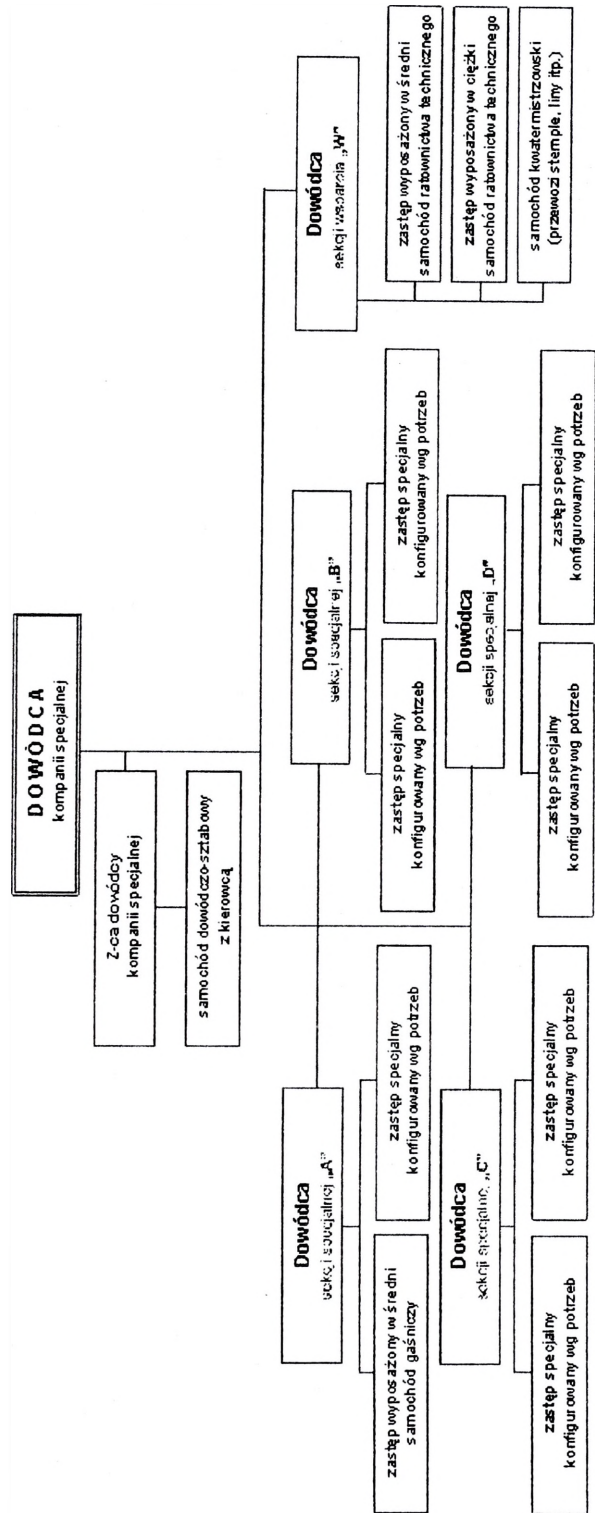 DOWÓDCA
kompanii specjalnej
Z-ca dowódcy
kompanii specjalnej
samochód dowódczo-sztabowy
z kierowcą
Dowódca
sekcji specjalnej „A”
zastęp wyposażony w średni
samochód gaśniczy
zastęp specjalny
konfigurowany wg potrzeb
Dowódca
sekcji specjalnej „B”
zastęp specjalny
konfigurowany wg potrzeb
zastęp specjalny
konfigurowany wg potrzeb
Dowódca
sekcji wsparcia „W”
zastęp wyposażony w średni
samochód ratownictwa technicznego
zastęp wyposażony w ciężki
samochód ratownictwa technicznego
samochód kwatermistrzowski
(przewozi stemple, liny itp.)
Dowódca
sekcji specjalnej „C”
zastęp specjalny
konfigurowany wg potrzeb
zastęp specjalny
konfigurowany wg potrzeb
Dowódca
sekcji specjalnej „D”
zastęp specjalny
konfigurowany wg potrzeb
zastęp specjalny
konfigurowany wg potrzeb